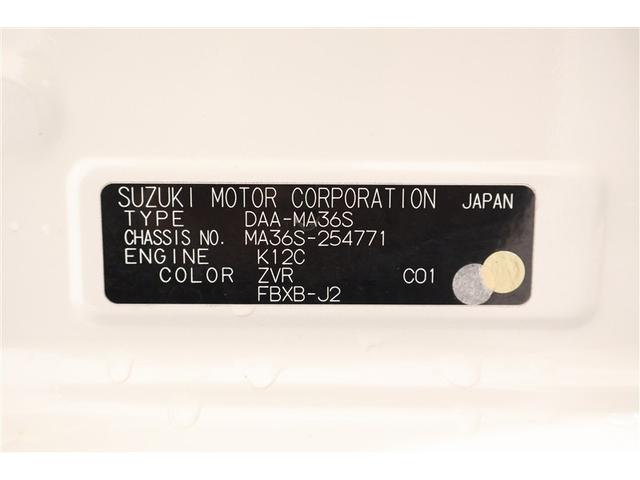 SUZUKI MOTOR CORPORATION JAPAN
TYPE DAA-MA36S
CHASSIS NO. MA36S-254771
ENGINE K12C
COLOR ZVR C01
FBXB-J2